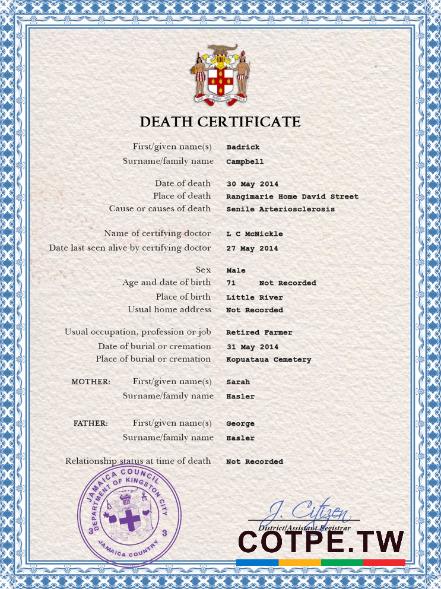 DEATH CERTIFICATE
First/given name(s) Badrick
Surname/family name Campbell
Date of death 30 May 2014
Place of death Rangimarie Home David Street
Cause or causes of death Senile Arteriosclerosis
Name of certifying doctor L C McNickle
Date last seen alive by certifying doctor 27 May 2014
Sex Male
Age and date of birth 71 Not Recorded
Place of birth Little River
Usual home address Not Recorded
Usual occupation, profession or job Retired Farmer
Date of burial or cremation 31 May 2014
Place of burial or cremation Kopuataua Cemetery
MOTHER: First/given name(s) Sarah
Surname/family name Hasler
FATHER: First/given name(s) George
Surname/family name Hasler
Relationship status at time of death Not Recorded
JAMAICA COUNCIL
DEPARTMENT OF KINGSTON CITY
JAMAICA COUNTRY
J. Citizen
District/Assistant Registrar
COTPE.TW